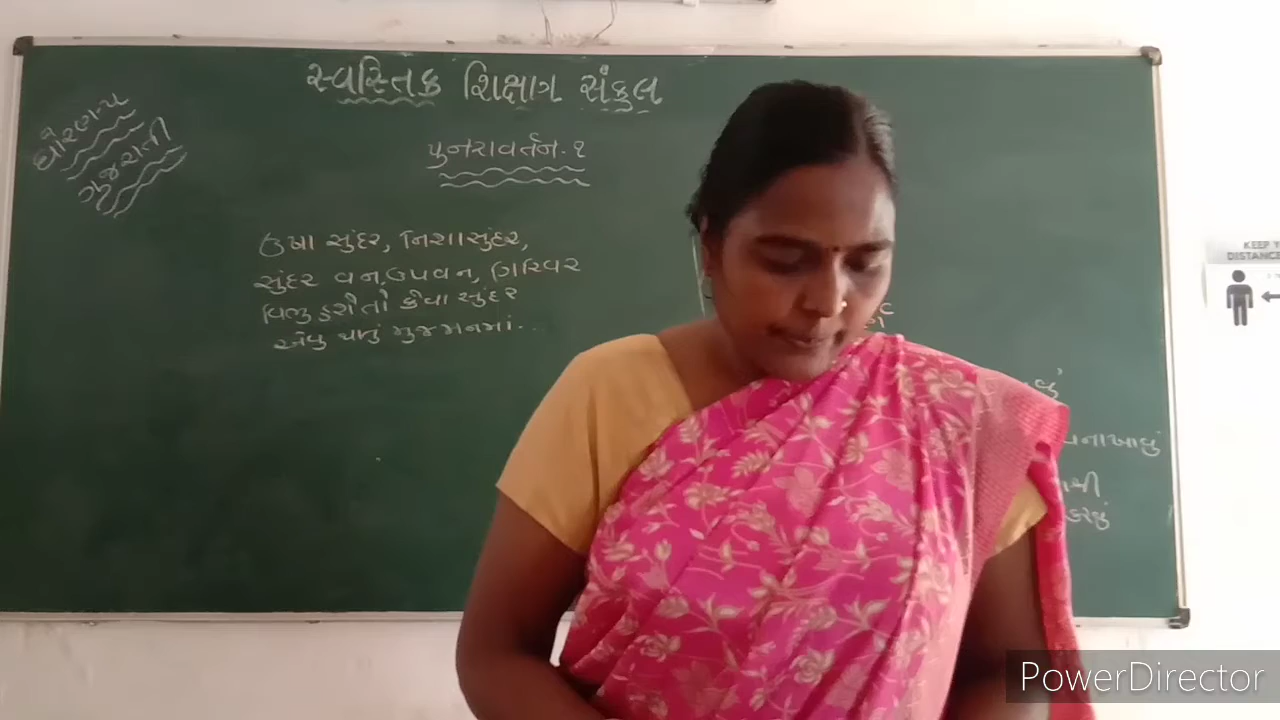 સ્વસ્તિક શિક્ષણ સંકુલ
ધોરણ ૫
ગુજરાતી
પુનરાવર્તન-૧
ઉષા સુંદર, નિશાસુંદર,
સુંદર વન,ઉપવન, ગિરિવર
વિભુ કેવા સુંદર
એવું થાતું મુજ મનમાં..
કરજું
KEEP
DISTANCE
PowerDirector